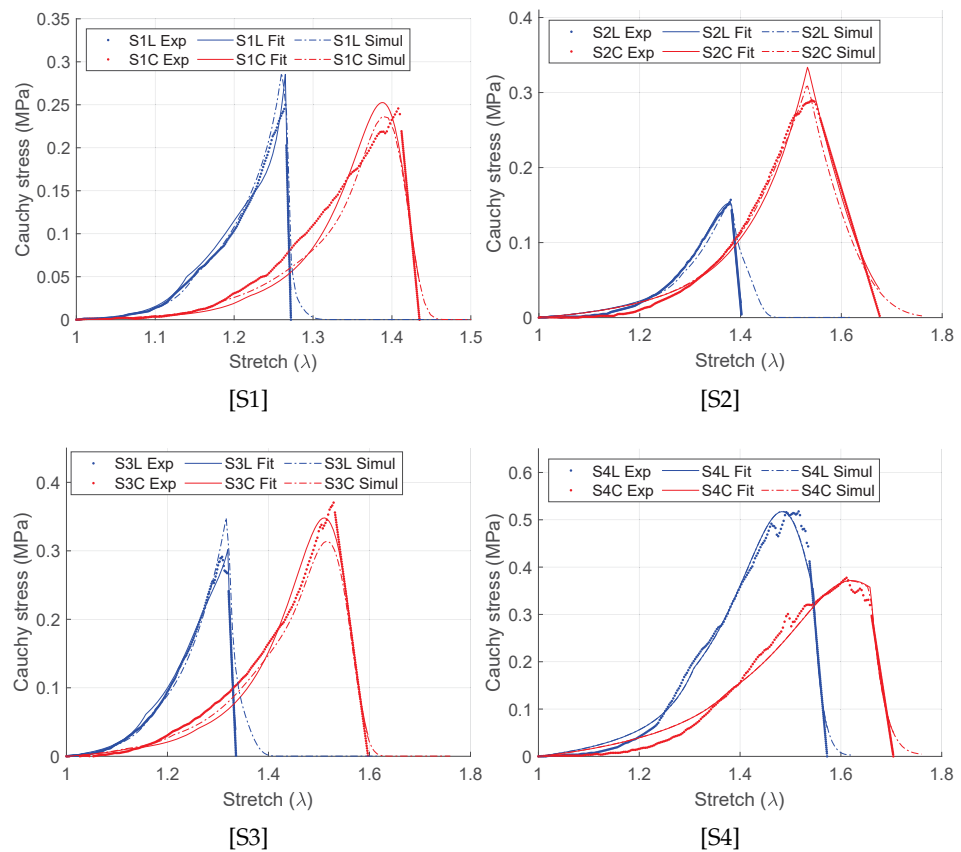 0.35
0.3
0.25
0.2
0.15
0.1
0.05
0
Cauchy stress (MPa)
S1L Exp S1L Fit S1L Simul
S1C Exp S1C Fit S1C Simul
1 1.1 1.2 1.3 1.4 1.5
Stretch (λ)
[S1]
0.4
0.3
0.2
0.1
0
Cauchy stress (MPa)
S2L Exp S2L Fit S2L Simul
S2C Exp S2C Fit S2C Simul
1 1.2 1.4 1.6 1.8
Stretch (λ)
[S2]
0.4
0.3
0.2
0.1
0
Cauchy stress (MPa)
S3L Exp S3L Fit S3L Simul
S3C Exp S3C Fit S3C Simul
1 1.2 1.4 1.6 1.8
Stretch (λ)
[S3]
0.6
0.5
0.4
0.3
0.2
0.1
0
Cauchy stress (MPa)
S4L Exp S4L Fit S4L Simul
S4C Exp S4C Fit S4C Simul
1 1.2 1.4 1.6 1.8
Stretch (λ)
[S4]